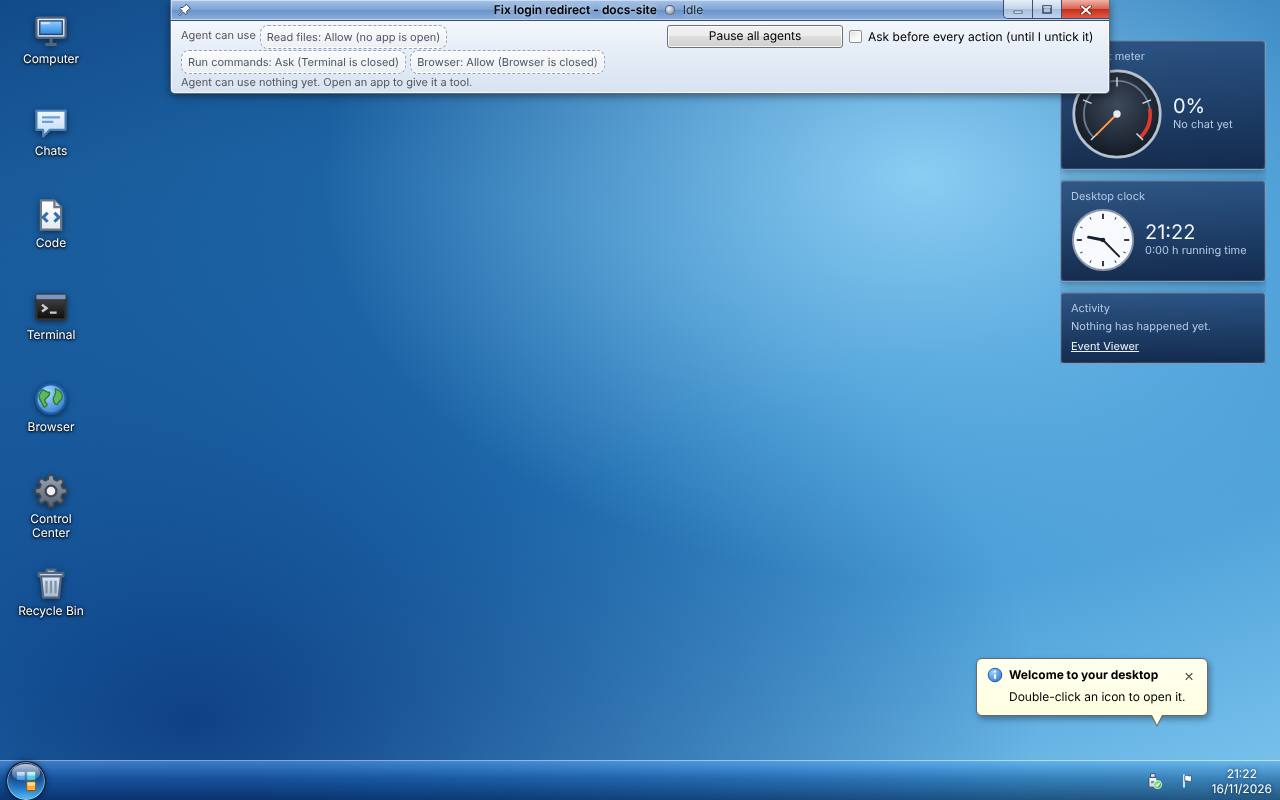 Fix login redirect - docs-site Idle
Agent can use Read files: Allow (no app is open)
Run commands: Ask (Terminal is closed) Browser: Allow (Browser is closed)
Agent can use nothing yet. Open an app to give it a tool.
Pause all agents
Ask before every action (until I untick it)
Computer
Chats
Code
Terminal
Browser
Control
Center
Recycle Bin
meter
0%
No chat yet
Desktop clock
21:22
0:00 h running time
Activity
Nothing has happened yet.
Event Viewer
Welcome to your desktop
Double-click an icon to open it.
21:22
16/11/2026